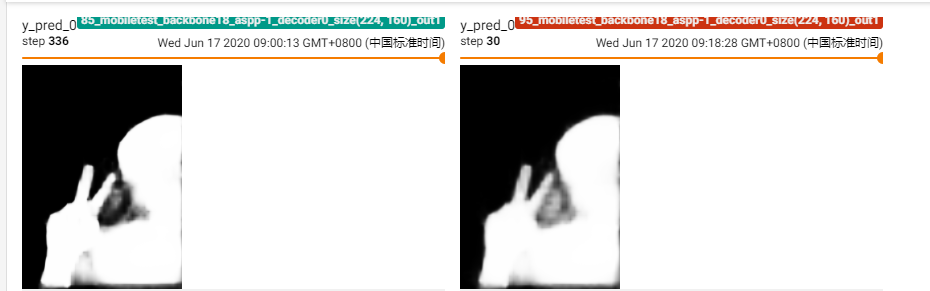 y_pred_0
85_mobiletest_backbone18_aspp-1_decoder0_size(224, 160)_out1
step 336
Wed Jun 17 2020 09:00:13 GMT+0800 (中国标准时间)
y_pred_0
95_mobiletest_backbone18_aspp-1_decoder0_size(224, 160)_out1
step 30
Wed Jun 17 2020 09:18:28 GMT+0800 (中国标准时间)